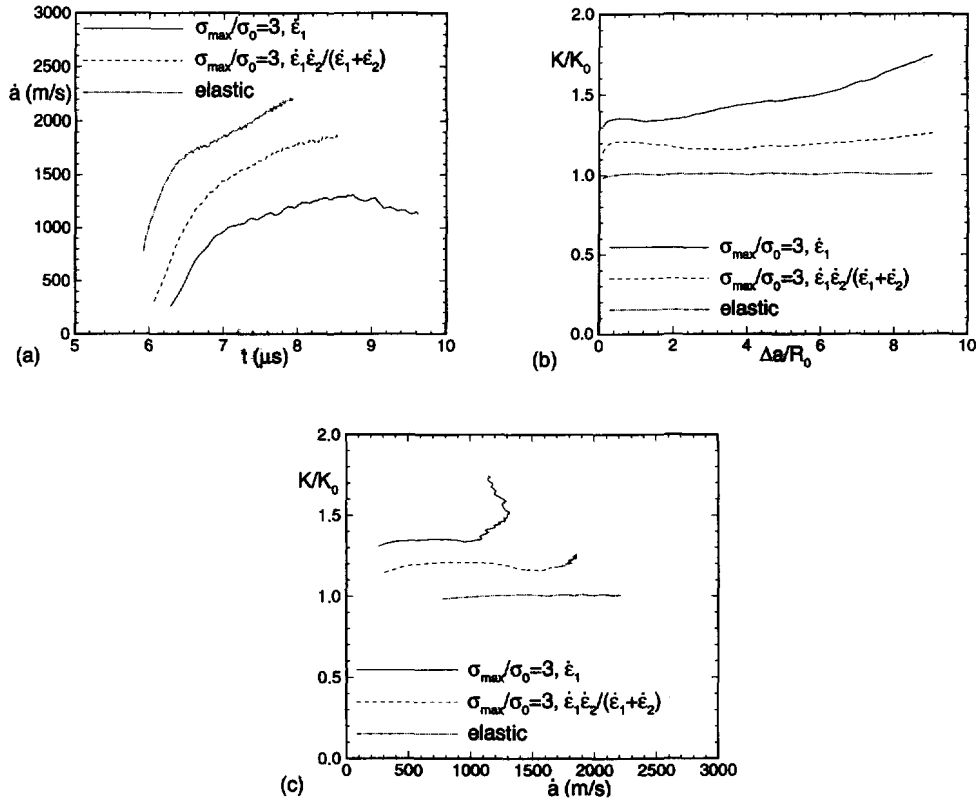 3000
2500
ȧ (m/s)
2000
1500
1000
500
0
σmax/σ0=3, ε̇1
σmax/σ0=3, ε̇1ε̇2/(ε̇1+ε̇2)
elastic
5 6 7 8 9 10
(a) t (μs)
2.0
K/K0
1.5
1.0
0.5
0.0
σmax/σ0=3, ε̇1
σmax/σ0=3, ε̇1ε̇2/(ε̇1+ε̇2)
elastic
0 2 4 6 8 10
(b) Δa/R0
2.0
K/K0
1.5
1.0
0.5
0.0
σmax/σ0=3, ε̇1
σmax/σ0=3, ε̇1ε̇2/(ε̇1+ε̇2)
elastic
0 500 1000 1500 2000 2500 3000
(c) ȧ (m/s)